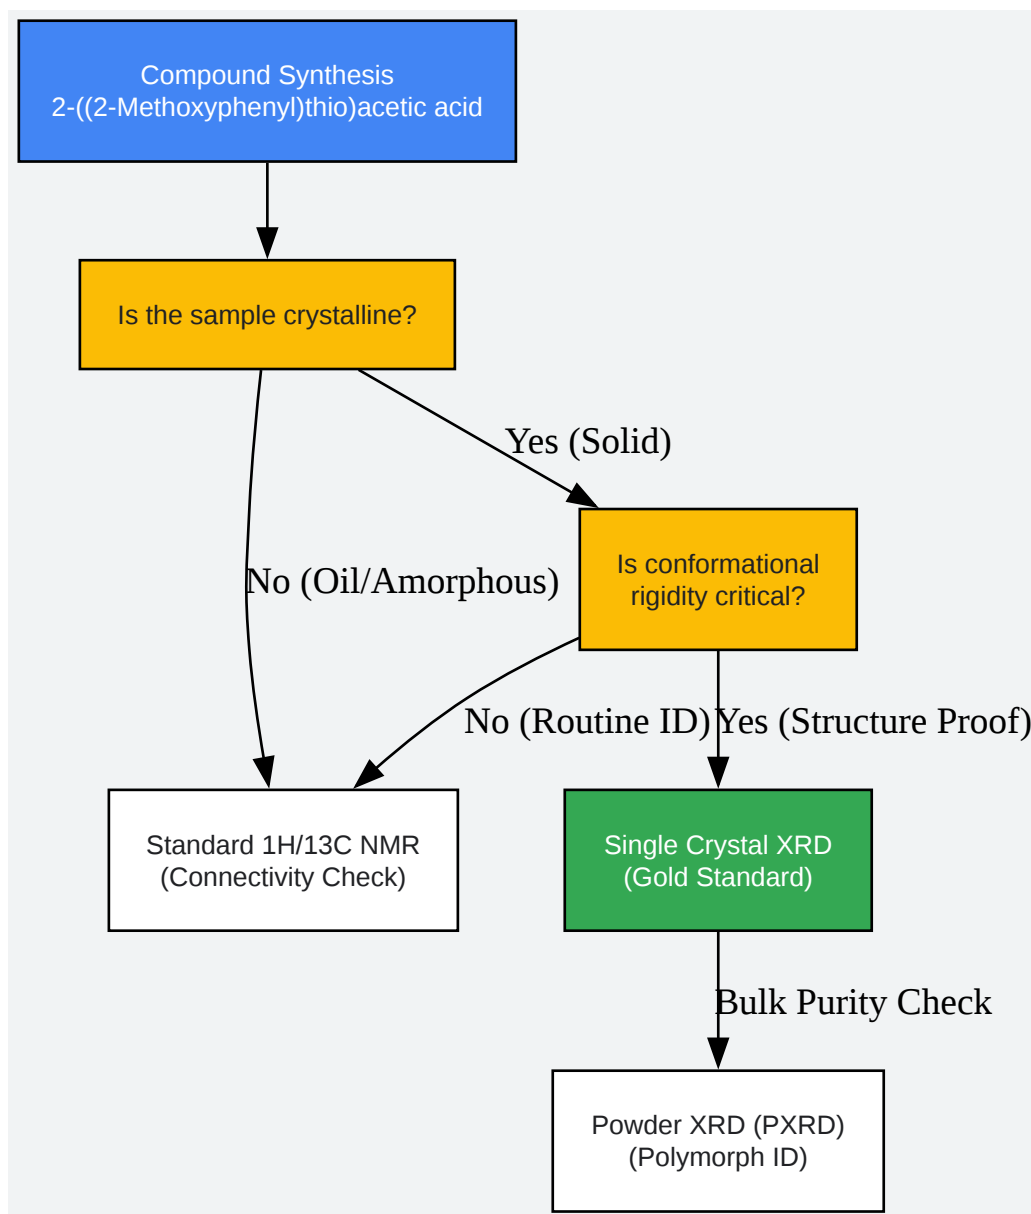 Compound Synthesis
2-((2-Methoxyphenyl)thio)acetic acid
Is the sample crystalline?
Yes (Solid)
Is conformational
rigidity critical?
No (Oil/Amorphous)
No (Routine ID)
Yes (Structure Proof)
Standard 1H/13C NMR
(Connectivity Check)
Single Crystal XRD
(Gold Standard)
Bulk Purity Check
Powder XRD (PXRD)
(Polymorph ID)